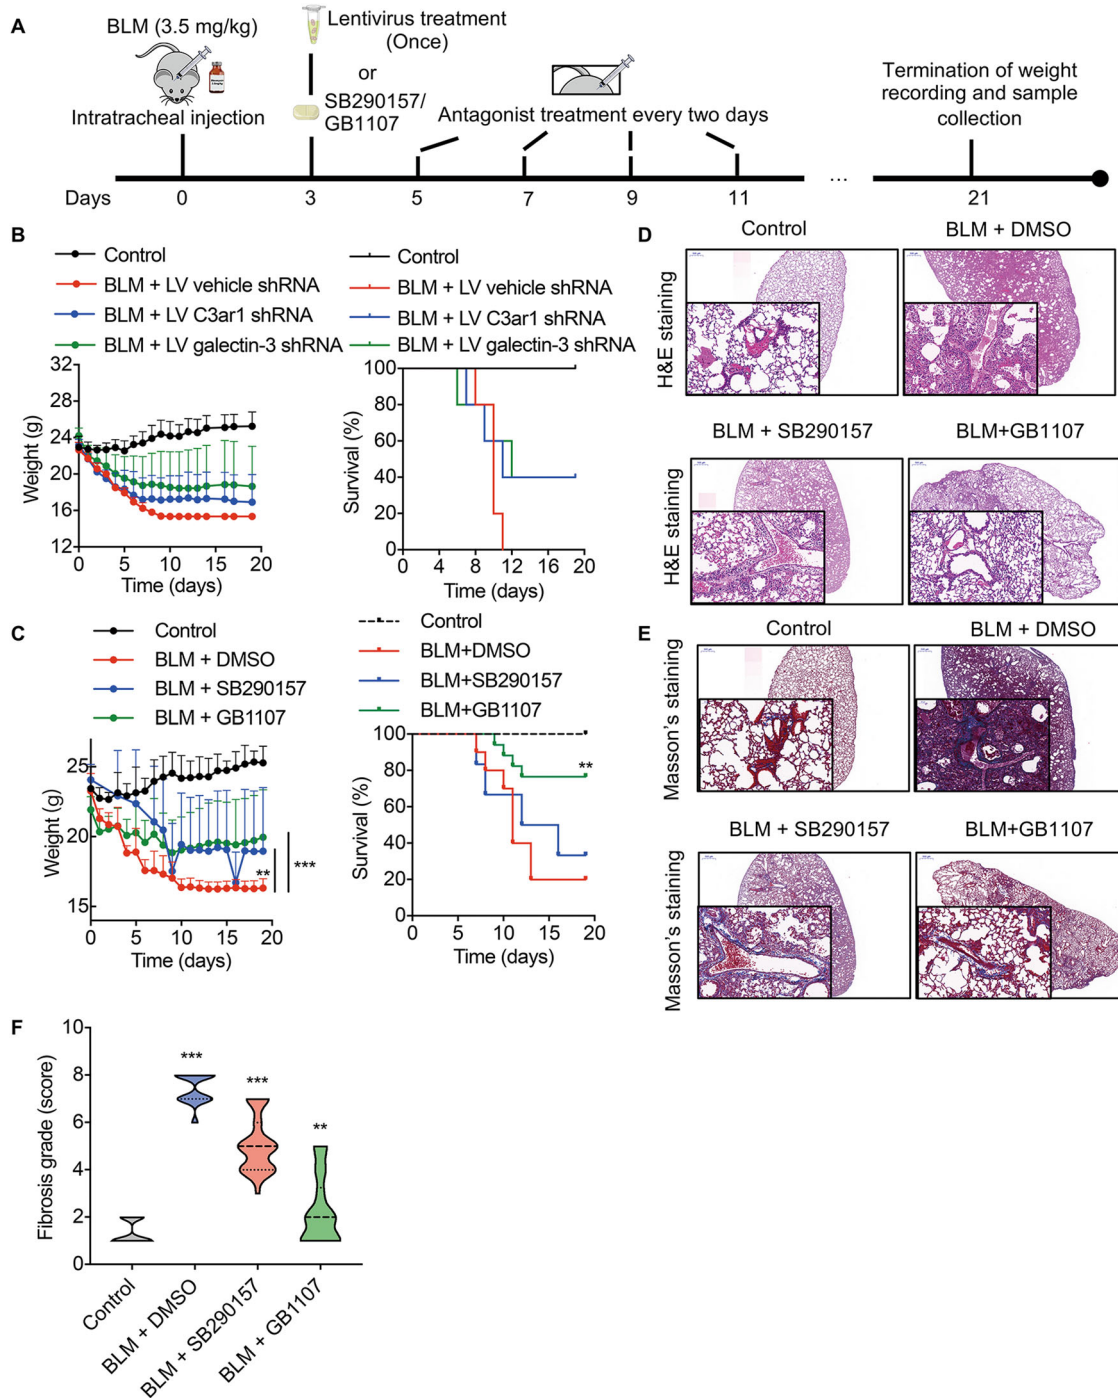 A
BLM (3.5 mg/kg)
Intratracheal injection
Lentivirus treatment
(Once)
or
SB290157/
GB1107
Antagonist treatment every two days
Termination of weight
recording and sample
collection
Days 0 3 5 7 9 11 ... 21
B
Control
BLM + LV vehicle shRNA
BLM + LV C3ar1 shRNA
BLM + LV galectin-3 shRNA
Weight (g)
32
28
24
20
16
12
0 5 10 15 20
Time (days)
Control
BLM + LV vehicle shRNA
BLM + LV C3ar1 shRNA
BLM + LV galectin-3 shRNA
Survival (%)
100
80
60
40
20
0
0 4 8 12 16 20
Time (days)
C
Control
BLM + DMSO
BLM + SB290157
BLM + GB1107
Weight (g)
25
20
15
** ***
0 5 10 15 20
Time (days)
Control
BLM+DMSO
BLM+SB290157
BLM+GB1107
Survival (%)
100
80
60
40
20
0
**
0 5 10 15 20
Time (days)
D
Control BLM + DMSO
H&E staining
BLM + SB290157 BLM+GB1107
H&E staining
E
Control BLM + DMSO
Masson's staining
BLM + SB290157 BLM+GB1107
Masson's staining
F
Fibrosis grade (score)
10
8
6
4
2
0
*** *** **
Control
BLM + DMSO
BLM + SB290157
BLM + GB1107